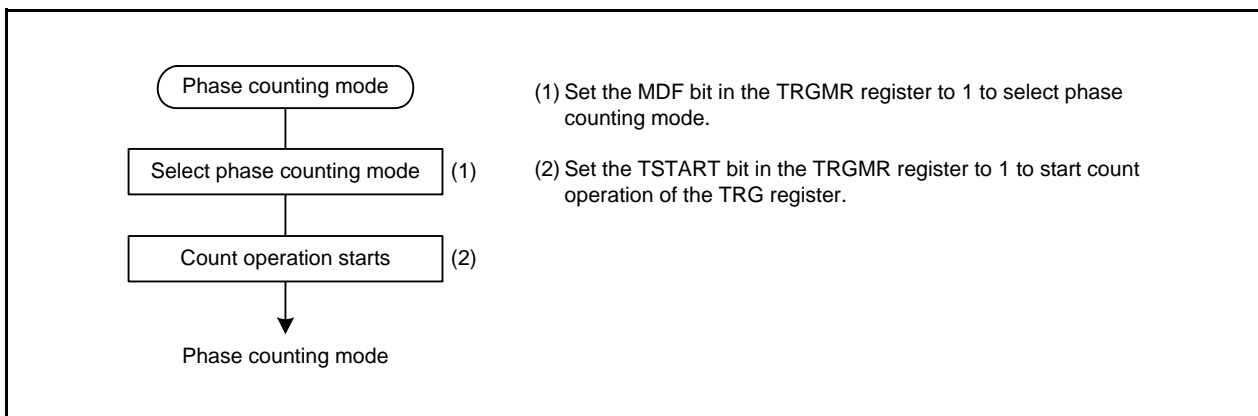 Phase counting mode
Select phase counting mode (1)
Count operation starts (2)
Phase counting mode
(1) Set the MDF bit in the TRGMR register to 1 to select phase
counting mode.
(2) Set the TSTART bit in the TRGMR register to 1 to start count
operation of the TRG register.